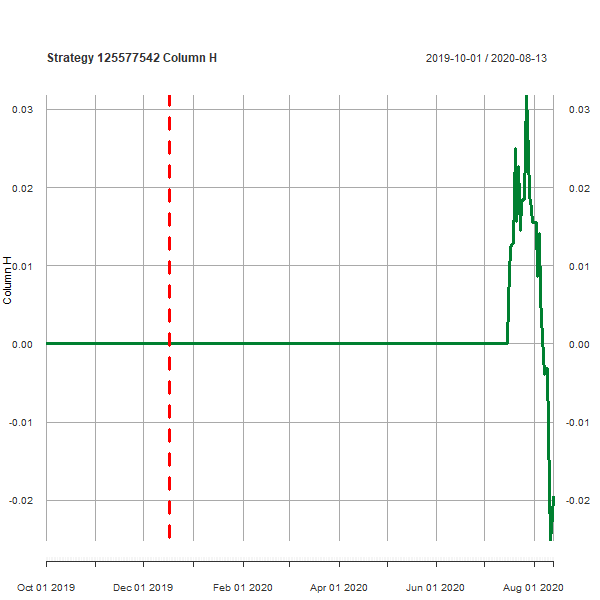 Strategy 125577542 Column H
2019-10-01 / 2020-08-13
0.03
0.03
0.02
0.02
0.01
0.01
Column H
0.00
0.00
-0.01
-0.01
-0.02
-0.02
Oct 01 2019
Dec 01 2019
Feb 01 2020
Apr 01 2020
Jun 01 2020
Aug 01 2020